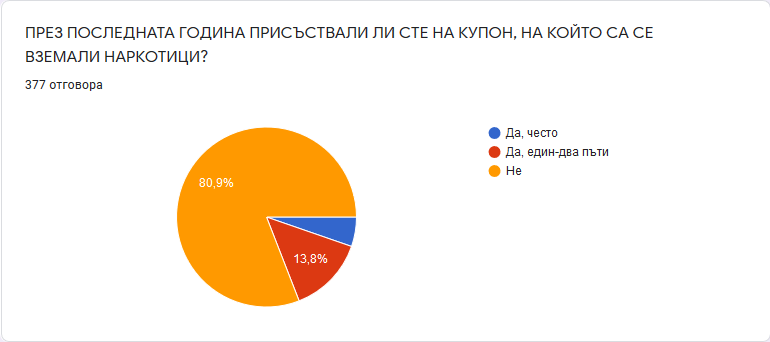 ПРЕЗ ПОСЛЕДНАТА ГОДИНА ПРИСЪСТВАЛИ ЛИ СТЕ НА КУПОН, НА КОЙТО СА СЕ
ВЗЕМАЛИ НАРКОТИЦИ?
377 отговора
Да, често
Да, един-два пъти
Не
80,9%
13,8%